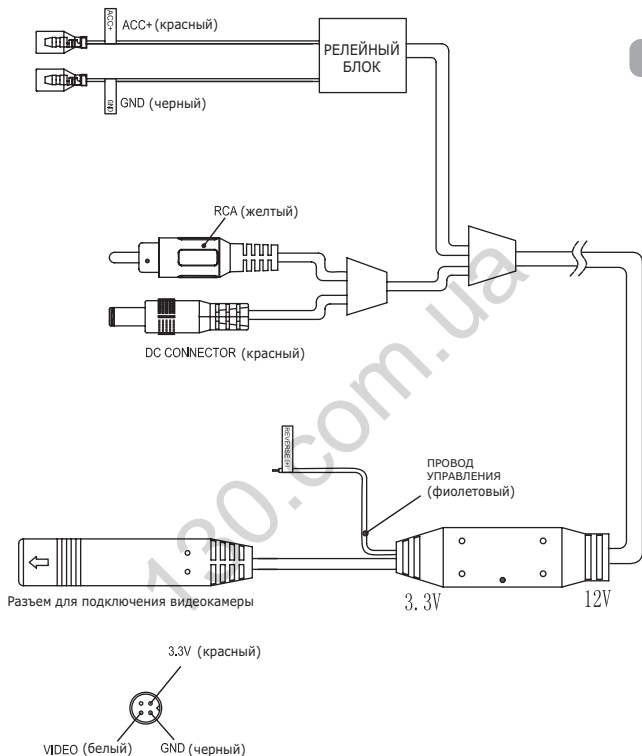 ACC+
ACC+ (красный)
РЕЛЕЙНЫЙ
БЛОК
GND
GND (черный)
RCA (желтый)
DC CONNECTOR (красный)
REVERSE(+)
ПРОВОД
УПРАВЛЕНИЯ
(фиолетовый)
Разъем для подключения видеокамеры
3.3V
12V
3.3V (красный)
VIDEO (белый)
GND (черный)
130.com.ua